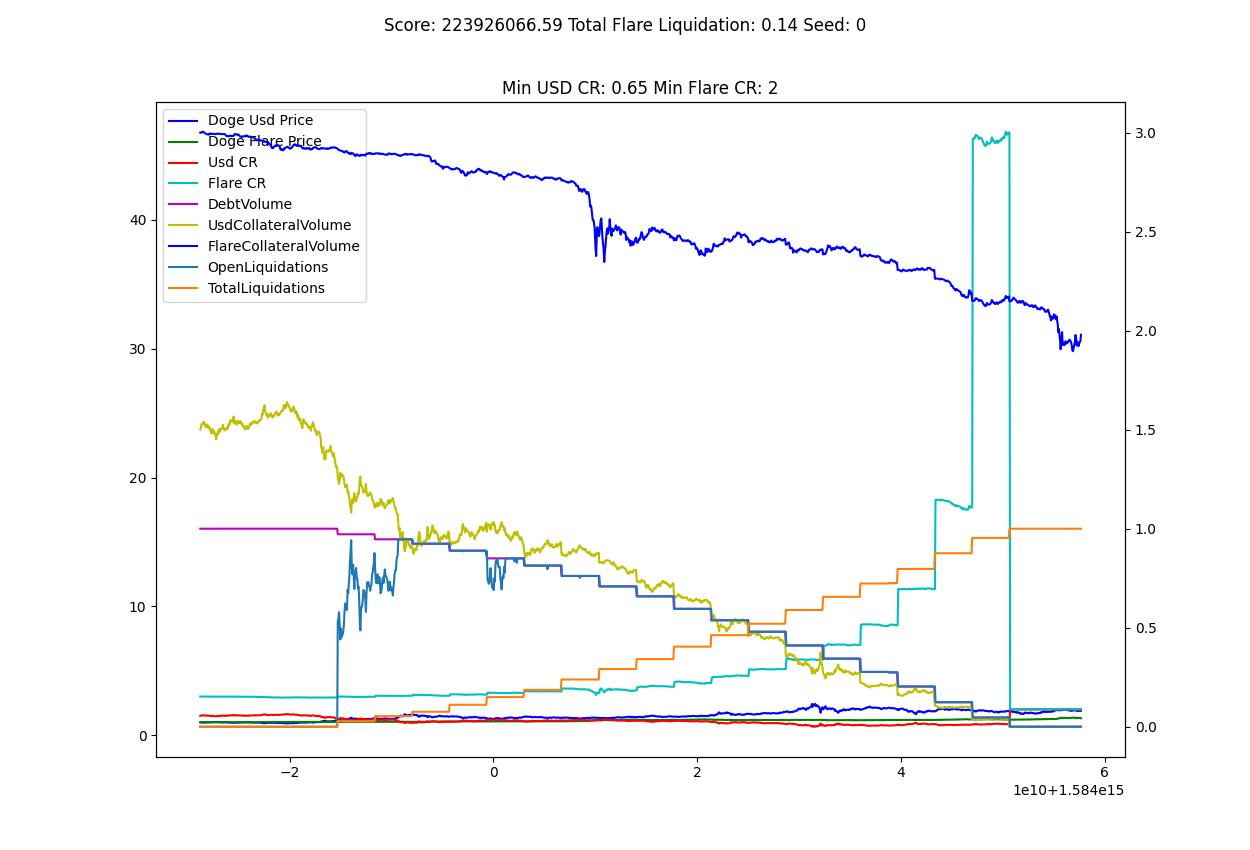 Score: 223926066.59 Total Flare Liquidation: 0.14 Seed: 0
Min USD CR: 0.65 Min Flare CR: 2
Doge Usd Price
Doge Flare Price
Usd CR
Flare CR
DebtVolume
UsdCollateralVolume
FlareCollateralVolume
OpenLiquidations
TotalLiquidations
40
30
20
10
0
3.0
2.5
2.0
1.5
1.0
0.5
0.0
−2 0 2 4 6
1e10+1.584e15